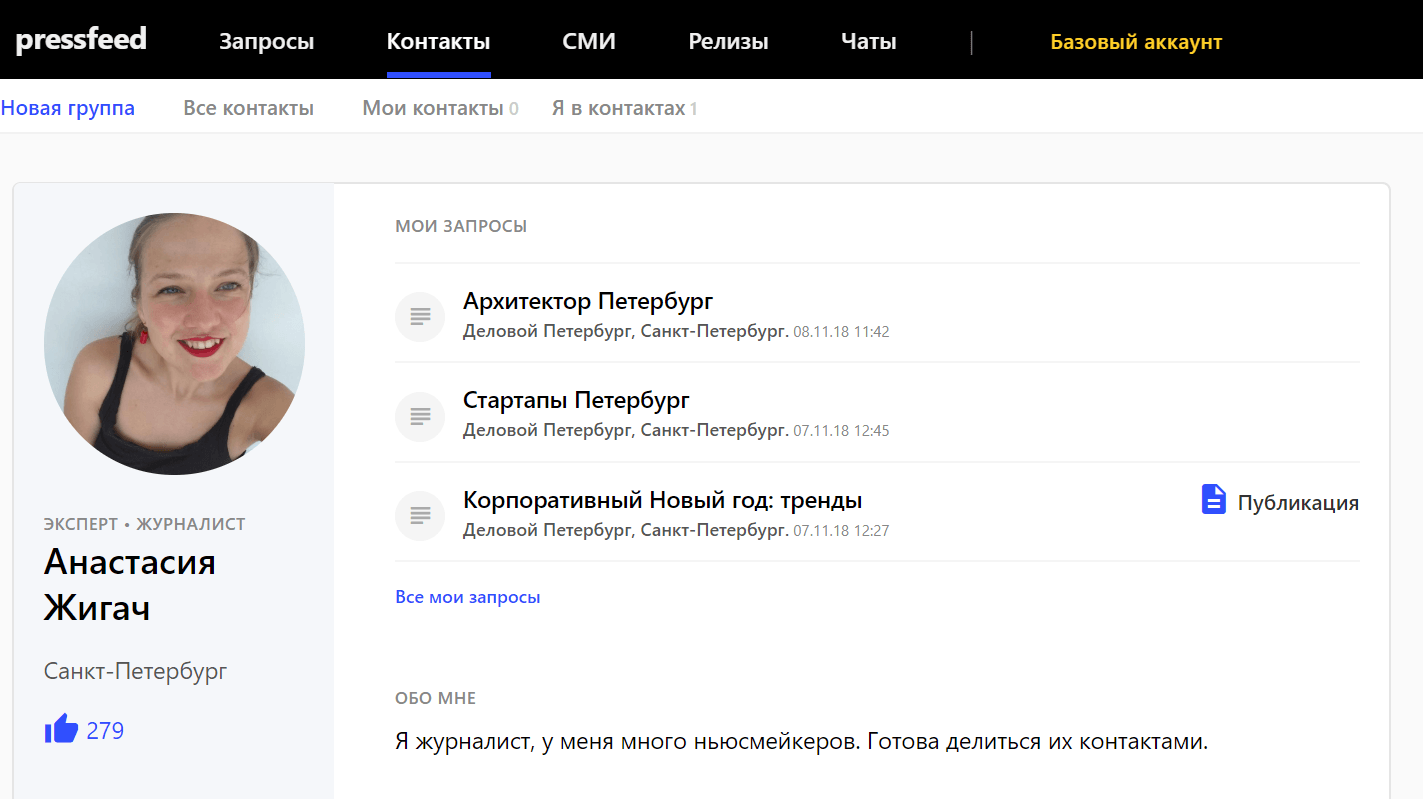 pressfeed Запросы Контакты СМИ Релизы Чаты | Базовый аккаунт
Новая группа Все контакты Мои контакты 0 Я в контактах 1
МОИ ЗАПРОСЫ
Архитектор Петербург
Деловой Петербург, Санкт-Петербург. 08.11.18 11:42
Стартапы Петербург
Деловой Петербург, Санкт-Петербург. 07.11.18 12:45
Корпоративный Новый год: тренды
Деловой Петербург, Санкт-Петербург. 07.11.18 12:27
Публикация
Все мои запросы
ЭКСПЕРТ • ЖУРНАЛИСТ
Анастасия
Жигач
Санкт-Петербург
279
ОБО МНЕ
Я журналист, у меня много ньюсмейкеров. Готова делиться их контактами.